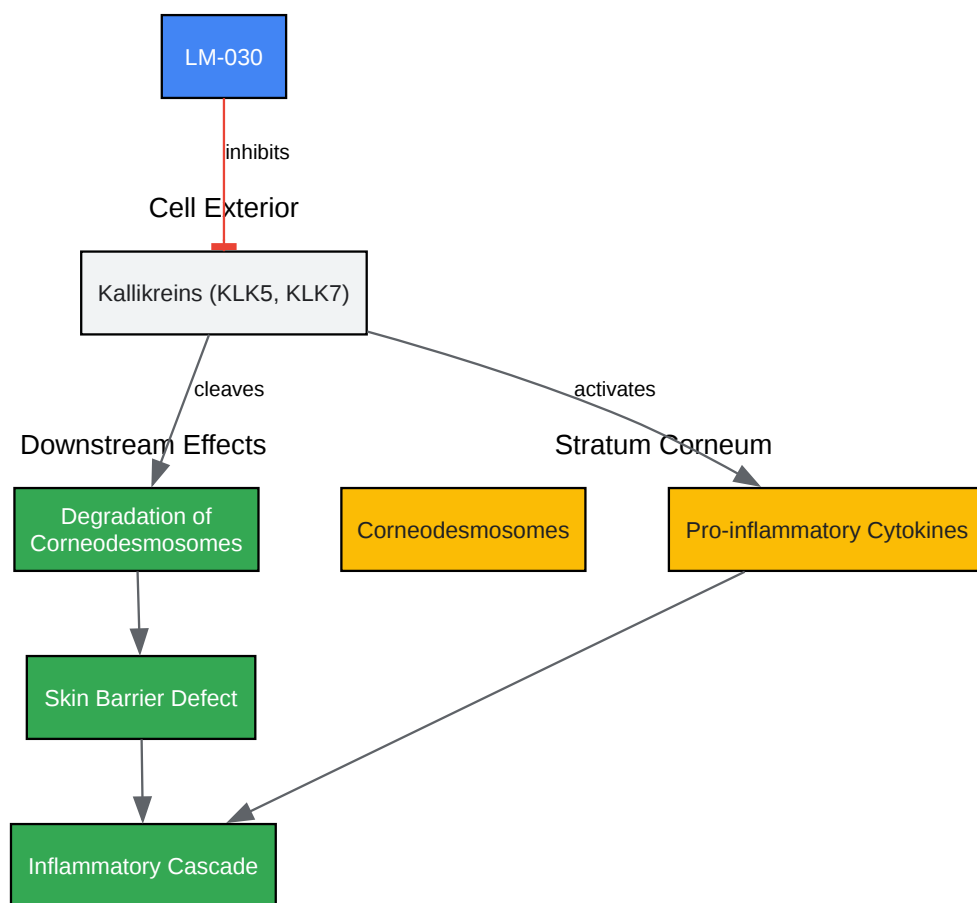 LM-030
inhibits
Cell Exterior
Kallikreins (KLK5, KLK7)
cleaves
activates
Downstream Effects
Stratum Corneum
Degradation of
Corneodesmosomes
Corneodesmosomes
Pro-inflammatory Cytokines
Skin Barrier Defect
Inflammatory Cascade